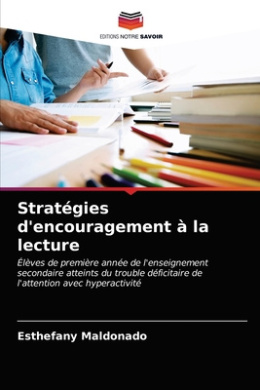 EDITIONS NOTRE SAVOIR
Stratégies
d'encouragement à la
lecture
Élèves de première année de l'enseignement
secondaire atteints du trouble déficitaire de
l'attention avec hyperactivité
Esthefany Maldonado